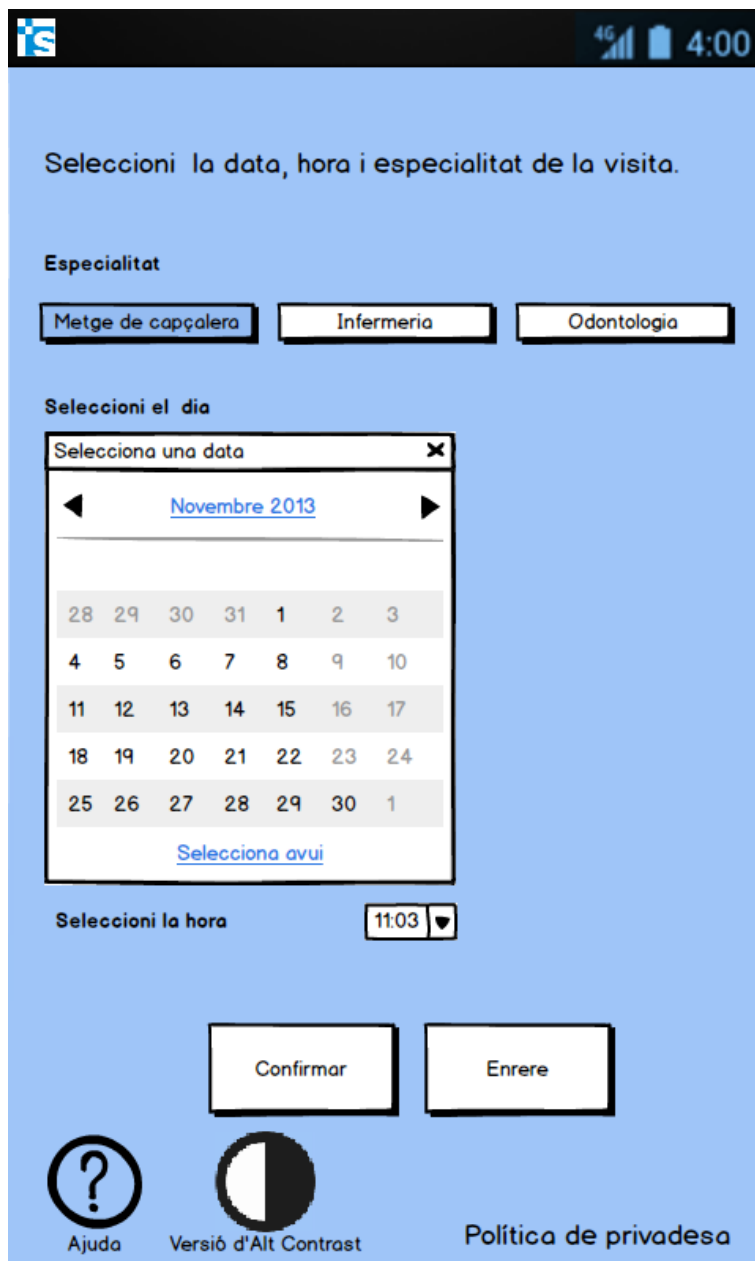 is
4G 4:00
Seleccioni la data, hora i especialitat de la visita.
Especialitat
Metge de capçalera Infermeria Odontologia
Seleccioni el dia
Selecciona una data
Novembre 2013
28 29 30 31 1 2 3
4 5 6 7 8 9 10
11 12 13 14 15 16 17
18 19 20 21 22 23 24
25 26 27 28 29 30 1
Selecciona avui
Seleccioni la hora 11:03
Confirmar Enrere
?
Ajuda Versió d'Alt Contrast Política de privadesa